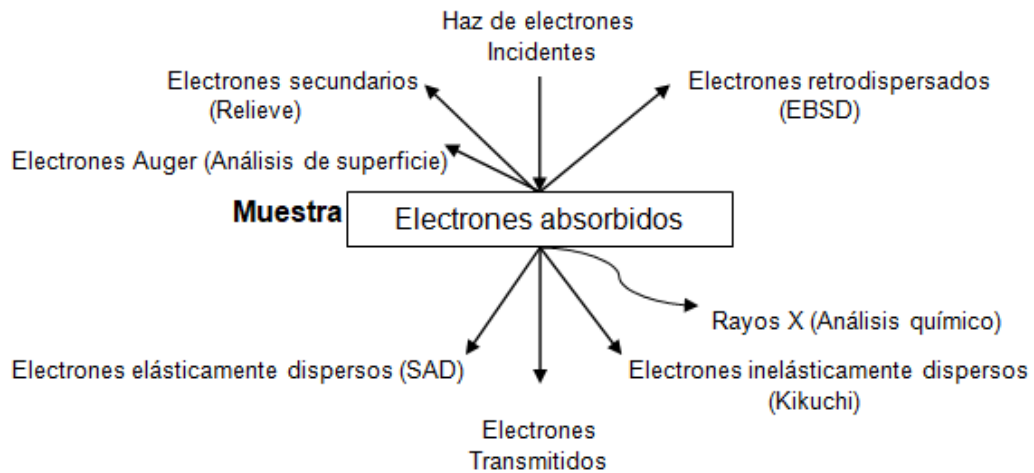 Haz de electrones
Incidentes
Electrones secundarios
(Relieve)
Electrones retrodispersados
(EBSD)
Electrones Auger (Análisis de superficie)
Muestra
Electrones absorbidos
Rayos X (Análisis químico)
Electrones elásticamente dispersos (SAD)
Electrones inelásticamente dispersos
(Kikuchi)
Electrones
Transmitidos